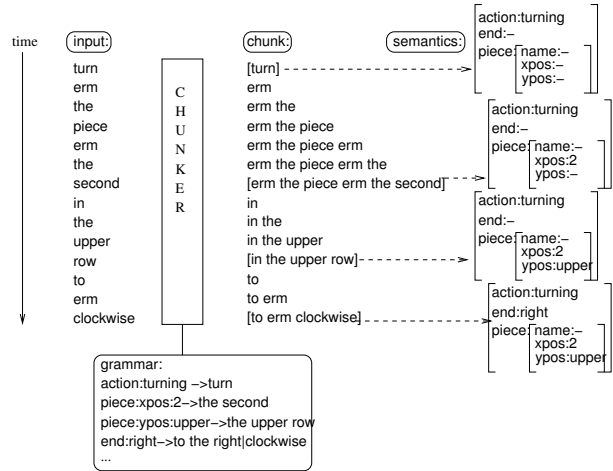 time
input:
chunk:
semantics:
turn
erm
the
piece
erm
the
second
in
the
upper
row
to
erm
clockwise
C
H
U
N
K
E
R
[turn]
erm
erm the
erm the piece
erm the piece erm
erm the piece erm the
[erm the piece erm the second]
in
in the
in the upper
[in the upper row]
to
to erm
[to erm clockwise]
action:turning
end:–
piece: name:–
xpos:–
ypos:–
action:turning
end:–
piece: name:–
xpos:2
ypos:–
action:turning
end:–
piece: name:–
xpos:2
ypos:upper
action:turning
end:right
piece: name:–
xpos:2
ypos:upper
grammar:
action:turning –>turn
piece:xpos:2–>the second
piece:ypos:upper–>the upper row
end:right–>to the right|clockwise
...